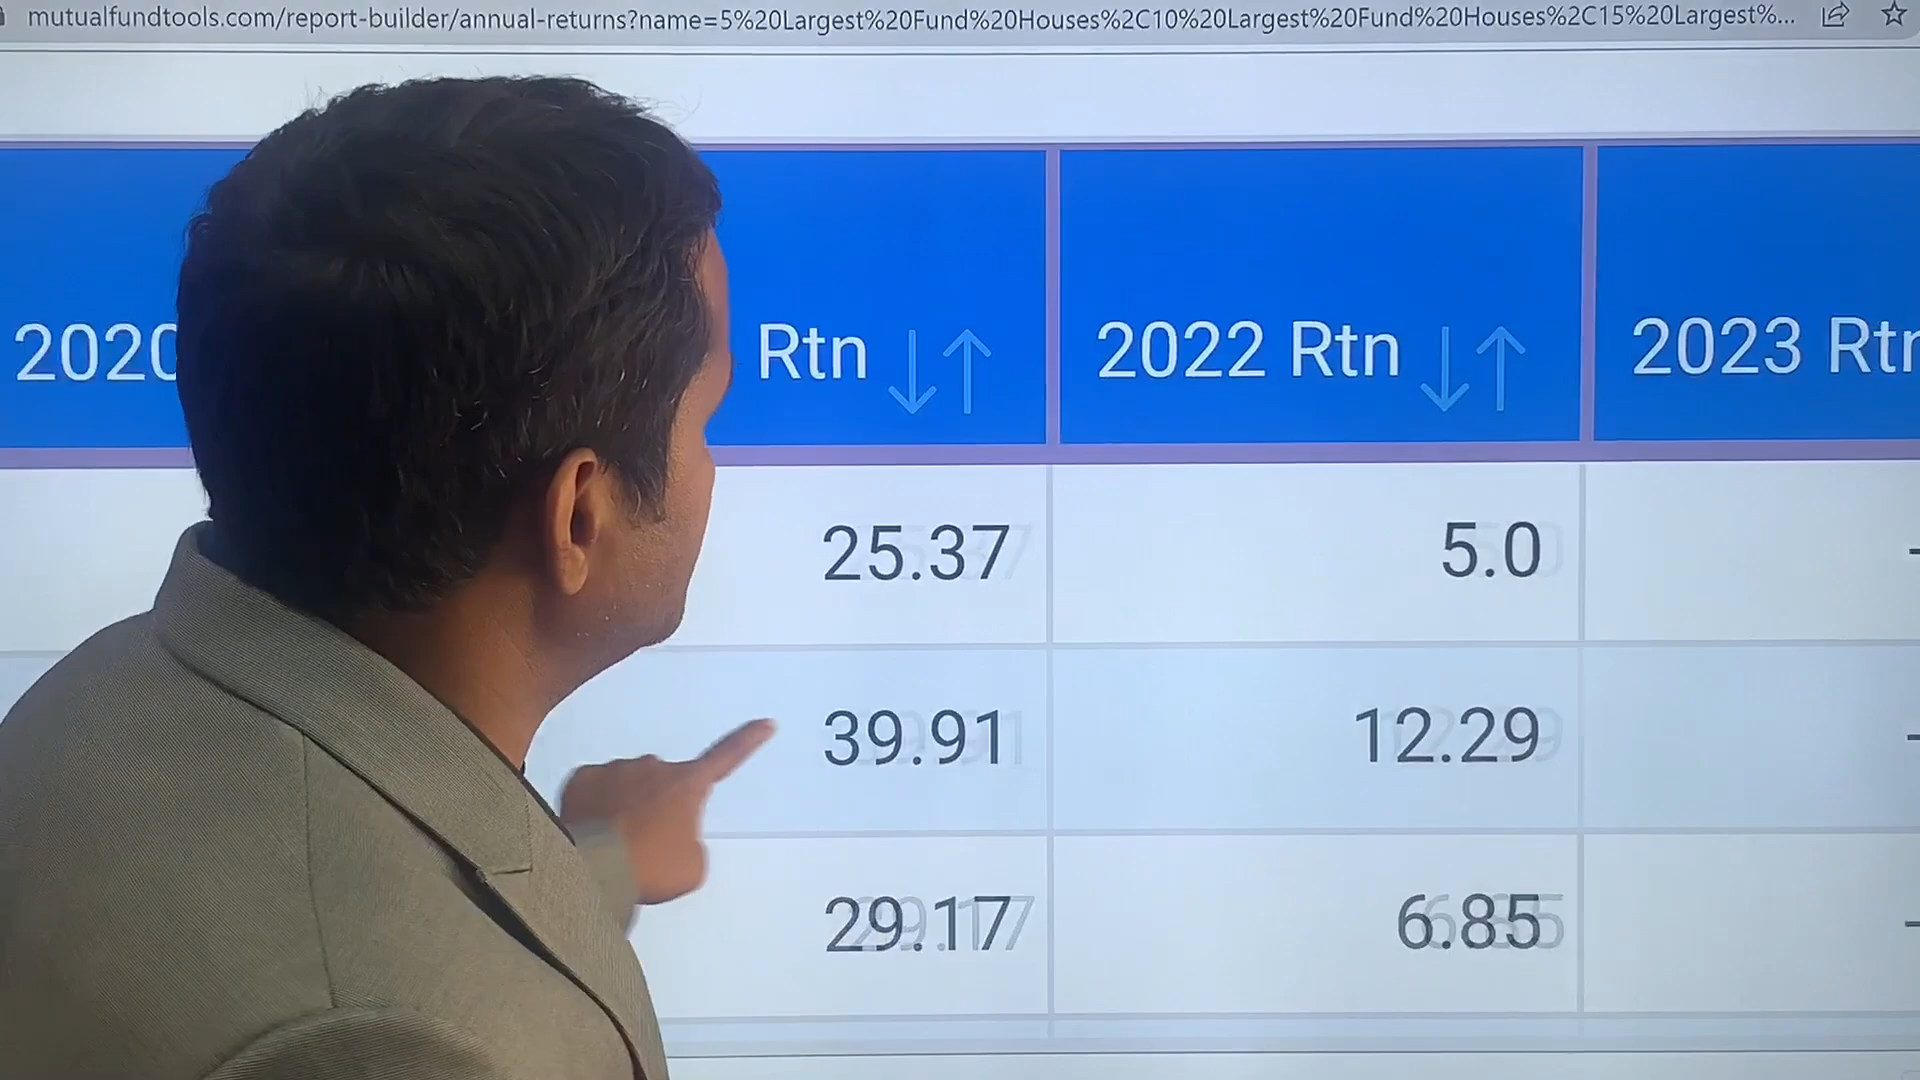 mutualfundtools.com/report-builder/annual-returns?name=5%20Largest%20Fund%20Houses%2C10%20Largest%20Fund%20Houses%2C15%20Largest%...
2020 Rtn ↓↑ 2022 Rtn ↓↑ 2023 Rtn
25.37 5.0 -
39.91 12.29 -
29.17 6.85 -